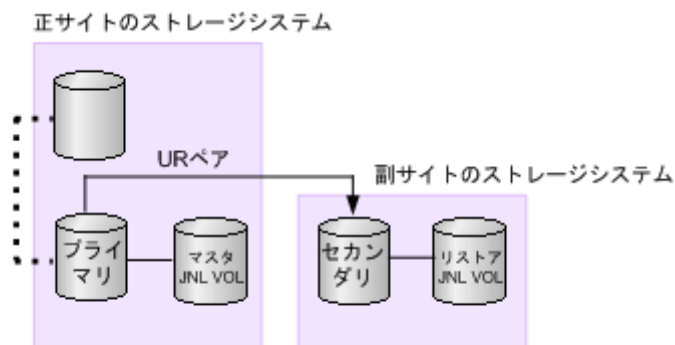 正サイトのストレージシステム
URペア
副サイトのストレージシステム
プライ
マリ
マスタ
JNL VOL
セカン
ダリ
リストア
JNL VOL